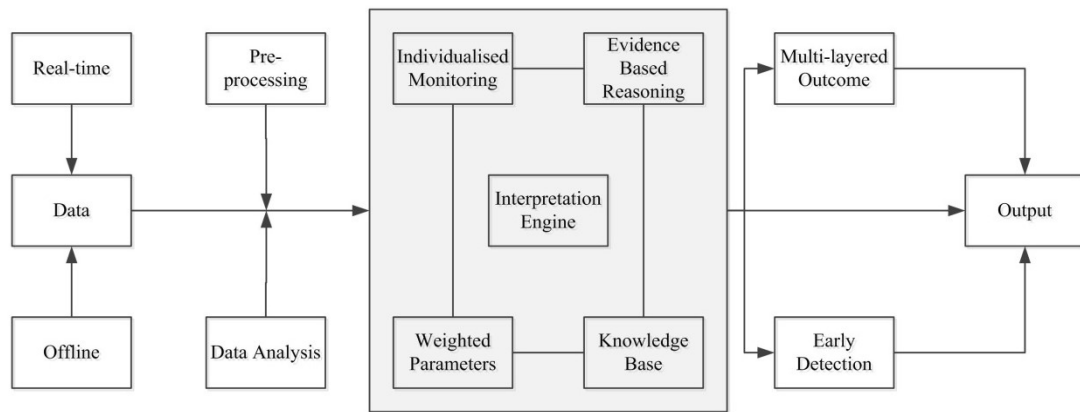 Real-time
Pre-
processing
Individualised
Monitoring
Evidence
Based
Reasoning
Multi-layered
Outcome
Data
Interpretation
Engine
Output
Offline
Data Analysis
Weighted
Parameters
Knowledge
Base
Early
Detection